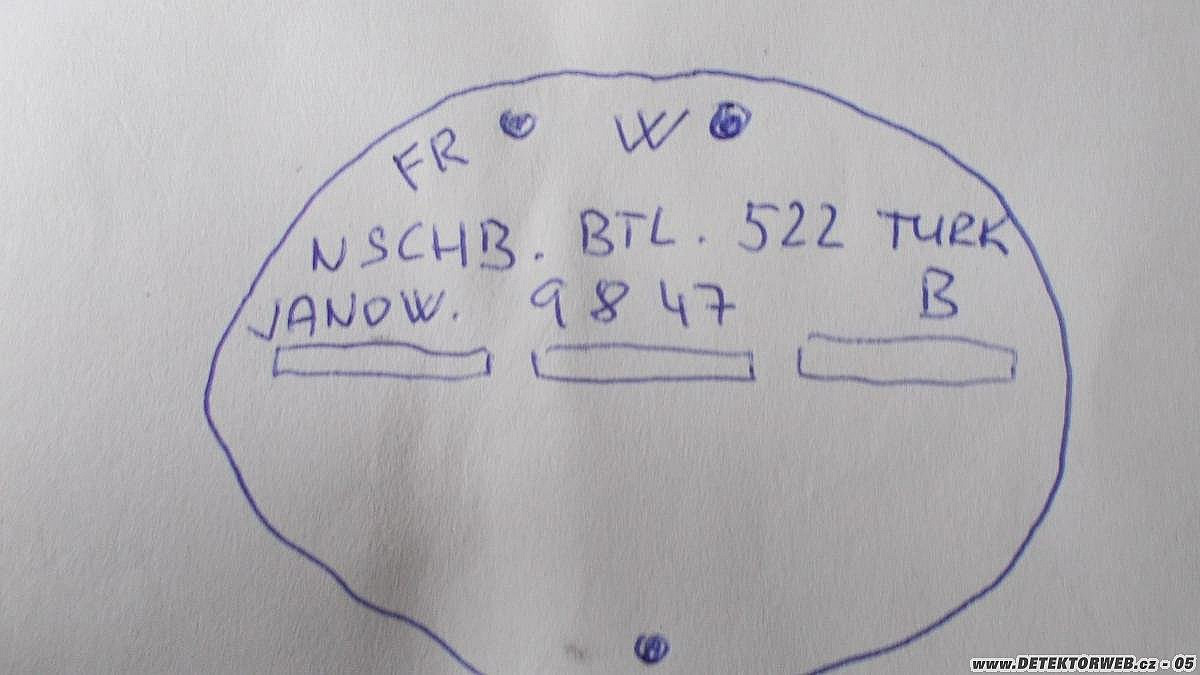 FR W
NSCHB. BTL. 522 TURK
JANOW. 9847 B
www.DETEKTORWEB.cz - 05